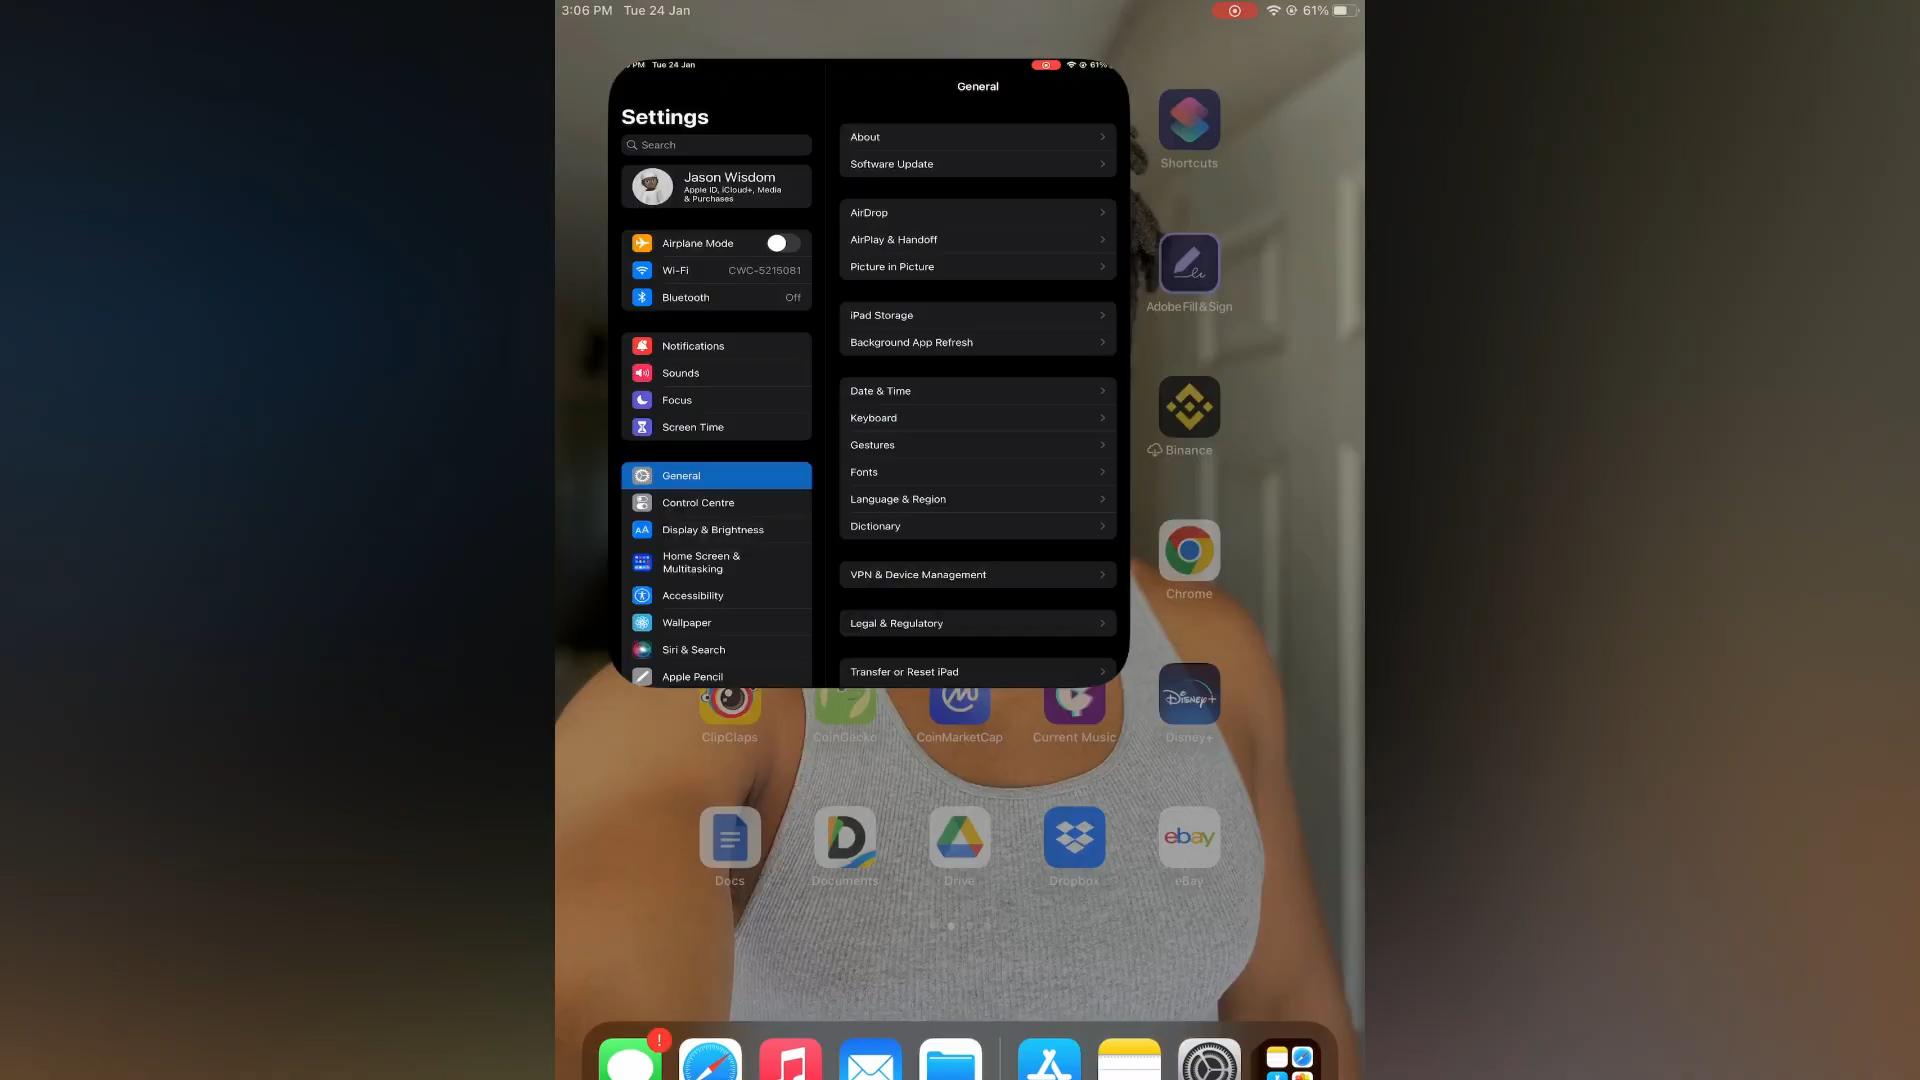 3:06 PM Tue 24 Jan
61%
PM Tue 24 Jan
61%
General
Settings
Search
Jason Wisdom
Apple ID, iCloud+, Media
& Purchases
Airplane Mode
Wi-Fi CWC-5215081
Bluetooth Off
Notifications
Sounds
Focus
Screen Time
General
Control Centre
AA Display & Brightness
Home Screen &
Multitasking
Accessibility
Wallpaper
Siri & Search
Apple Pencil
About
Software Update
AirDrop
AirPlay & Handoff
Picture in Picture
iPad Storage
Background App Refresh
Date & Time
Keyboard
Gestures
Fonts
Language & Region
Dictionary
VPN & Device Management
Legal & Regulatory
Transfer or Reset iPad
Shortcuts
Adobe Fill & Sign
Binance
Chrome
Disney+
ClipClaps CoinGecko CoinMarketCap Current Music Disney+
ebay
Docs Documents Drive Dropbox eBay
!